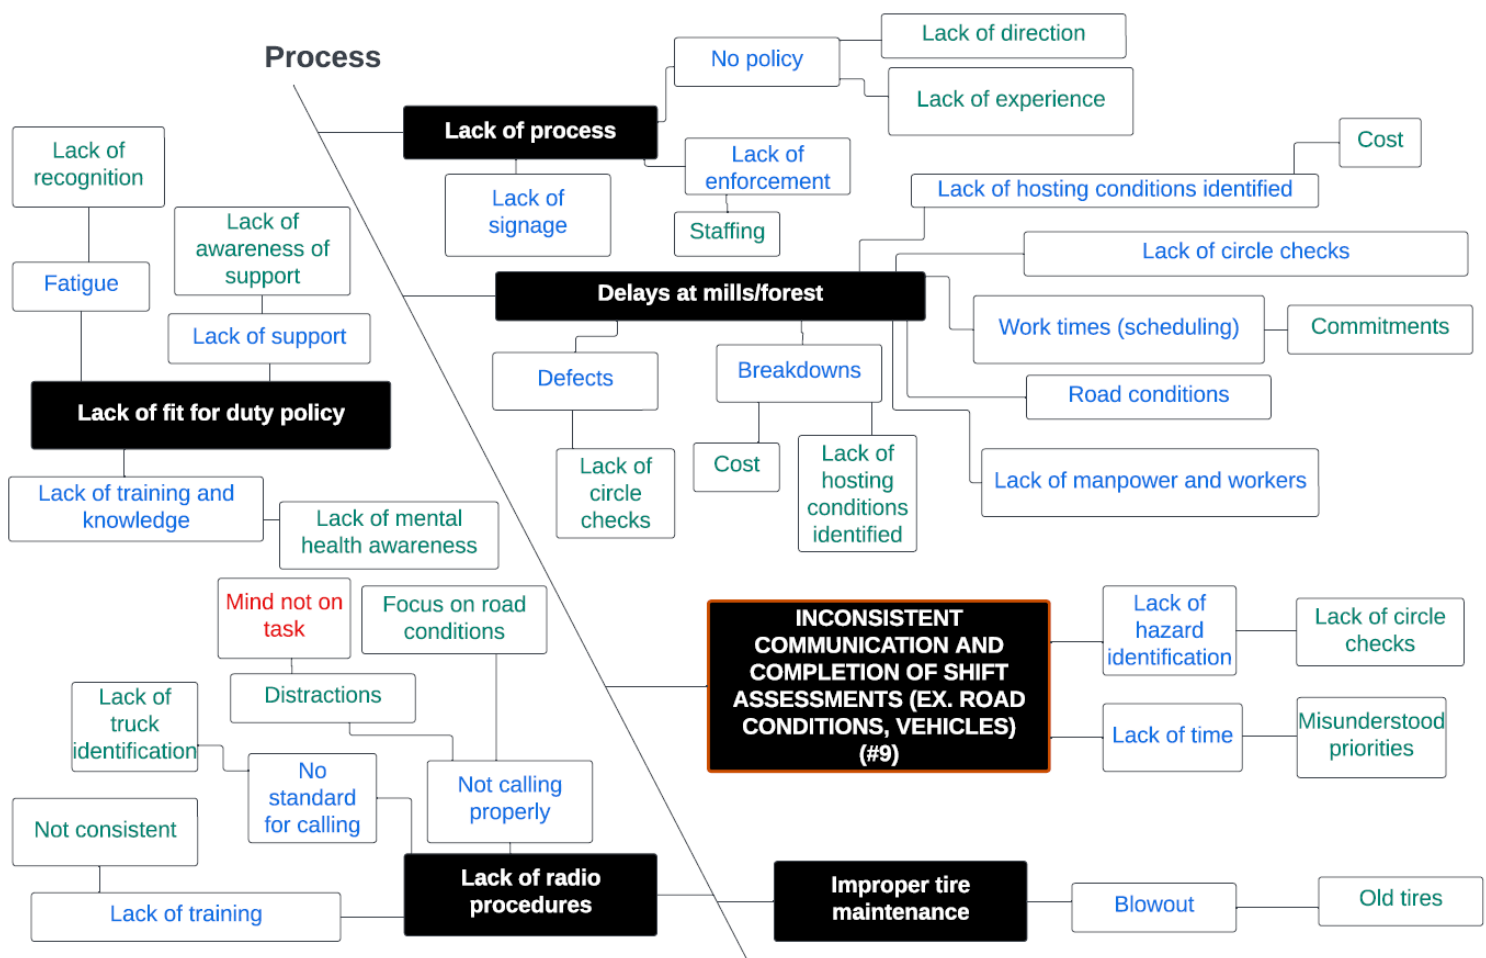 Process
No policy
Lack of direction
Lack of experience
Lack of process
Lack of
enforcement
Staffing
Lack of
signage
Cost
Lack of hosting conditions identified
Lack of circle checks
Delays at mills/forest
Work times (scheduling)
Commitments
Road conditions
Lack of manpower and workers
Defects
Lack of
circle
checks
Breakdowns
Cost
Lack of
hosting
conditions
identified
Lack of
recognition
Fatigue
Lack of
awareness of
support
Lack of support
Lack of fit for duty policy
Lack of training and
knowledge
Lack of mental
health awareness
Mind not on
task
Focus on road
conditions
Distractions
Lack of
truck
identification
No
standard
for calling
Not calling
properly
Not consistent
Lack of training
Lack of radio
procedures
INCONSISTENT
COMMUNICATION AND
COMPLETION OF SHIFT
ASSESSMENTS (EX. ROAD
CONDITIONS, VEHICLES)
(#9)
Lack of
hazard
identification
Lack of circle
checks
Lack of time
Misunderstood
priorities
Improper tire
maintenance
Blowout
Old tires